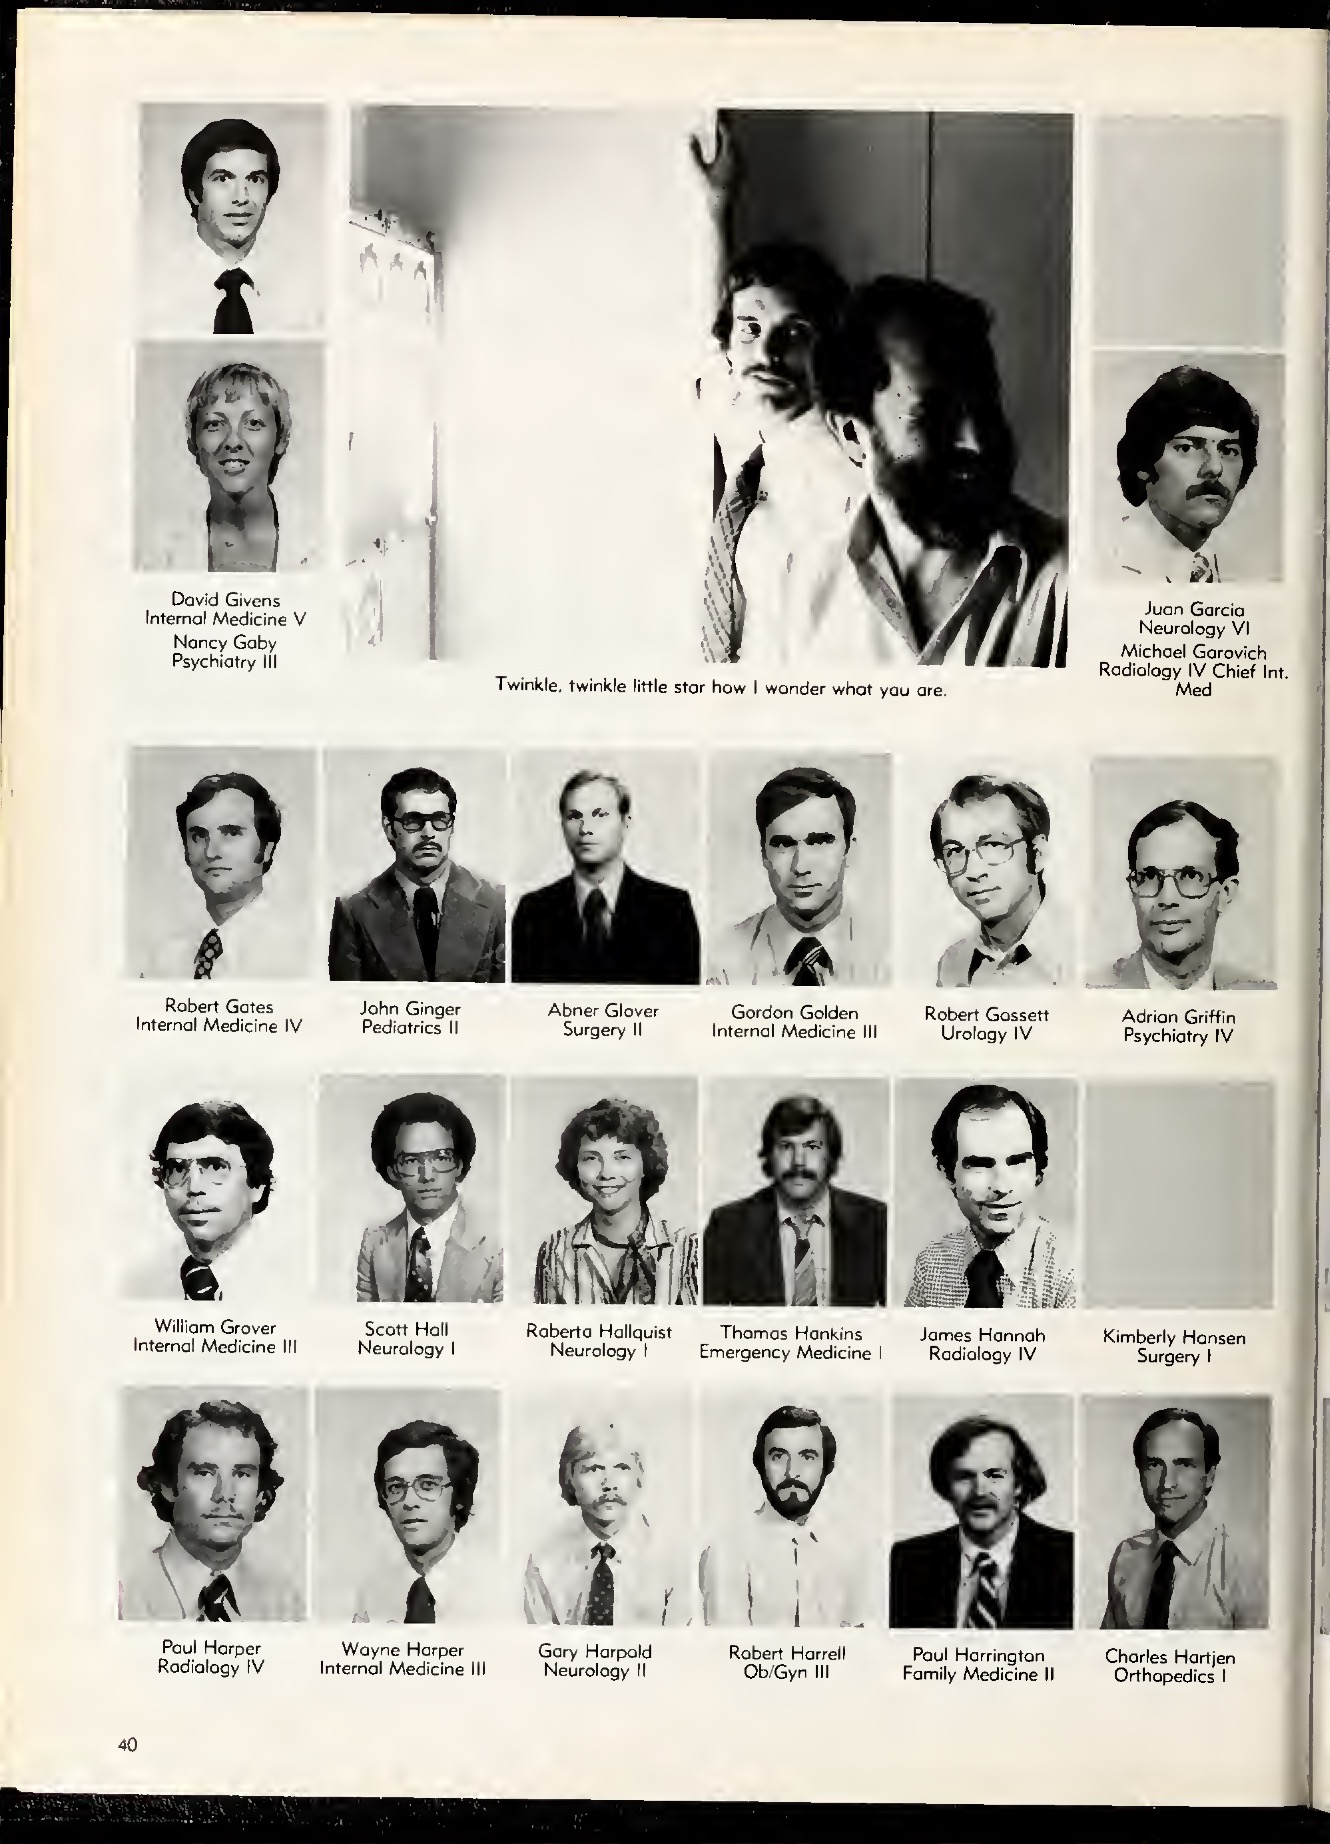 David Givens
Internal Medicine V
Nancy Gaby
Psychiatry III
Twinkle, twinkle little star how I wonder what you are.
Juan Garcia
Neurology VI
Michael Garovich
Radiology IV Chief Int.
Med
Robert Gates
Internal Medicine IV
John Ginger
Pediatrics II
Abner Glover
Surgery II
Gordon Golden
Internal Medicine III
Robert Gossett
Urology IV
Adrian Griffin
Psychiatry IV
William Grover
Internal Medicine III
Scott Hall
Neurology I
Roberta Hallquist
Neurology I
Thomas Hankins
Emergency Medicine I
James Hannah
Radiology IV
Kimberly Hansen
Surgery I
Paul Harper
Radiology IV
Wayne Harper
Internal Medicine III
Gary Harpold
Neurology II
Robert Harrell
Ob/Gyn III
Paul Harrington
Family Medicine II
Charles Hartjen
Orthopedics I
40